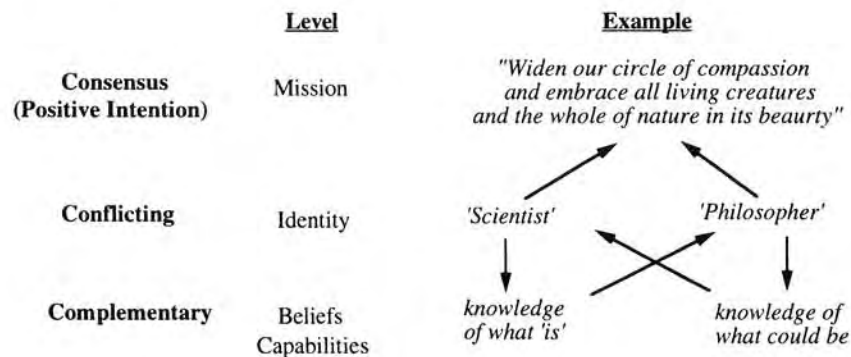 Level Example
Consensus
(Positive Intention)
Mission
"Widen our circle of compassion
and embrace all living creatures
and the whole of nature in its beaurty"
Conflicting Identity 'Scientist' 'Philosopher'
Complementary
Beliefs
Capabilities
knowledge
of what 'is'
knowledge of
what could be